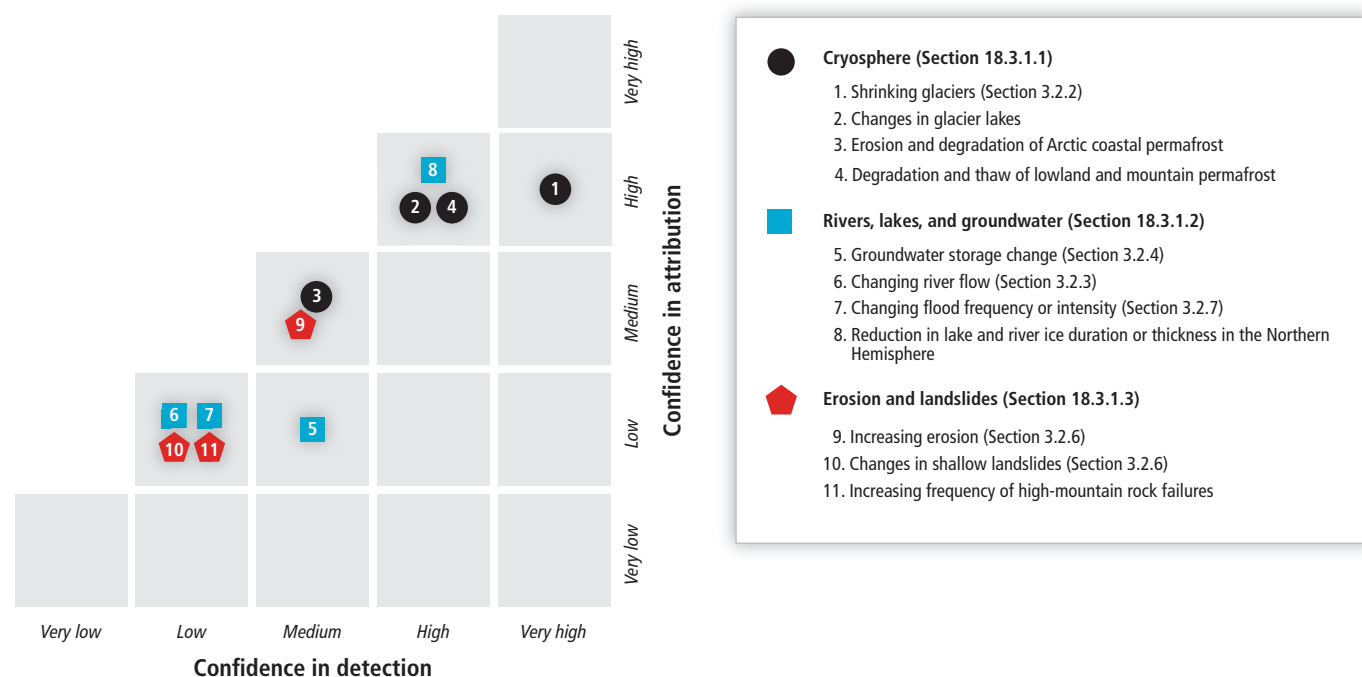 Very high
High
Medium
Low
Very low
Confidence in attribution
8
2
4
1
3
9
6
7
10
11
5
Very low
Low
Medium
High
Very high
Confidence in detection
Cryosphere (Section 18.3.1.1)
1. Shrinking glaciers (Section 3.2.2)
2. Changes in glacier lakes
3. Erosion and degradation of Arctic coastal permafrost
4. Degradation and thaw of lowland and mountain permafrost
Rivers, lakes, and groundwater (Section 18.3.1.2)
5. Groundwater storage change (Section 3.2.4)
6. Changing river flow (Section 3.2.3)
7. Changing flood frequency or intensity (Section 3.2.7)
8. Reduction in lake and river ice duration or thickness in the Northern
Hemisphere
Erosion and landslides (Section 18.3.1.3)
9. Increasing erosion (Section 3.2.6)
10. Changes in shallow landslides (Section 3.2.6)
11. Increasing frequency of high-mountain rock failures